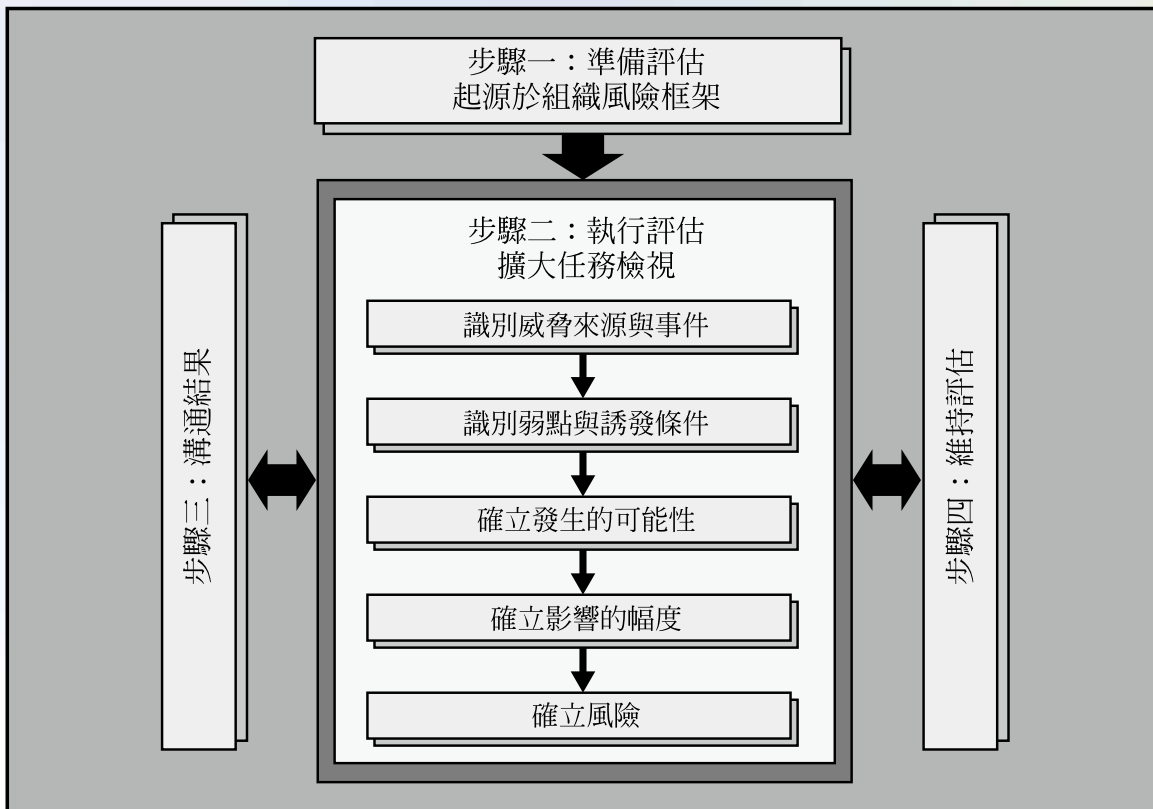 步驟一：準備評估
起源於組織風險框架
步驟二：執行評估
擴大任務檢視
識別威脅來源與事件
識別弱點與誘發條件
確立發生的可能性
確立影響的幅度
確立風險
步驟三：溝通結果
步驟四：維持評估